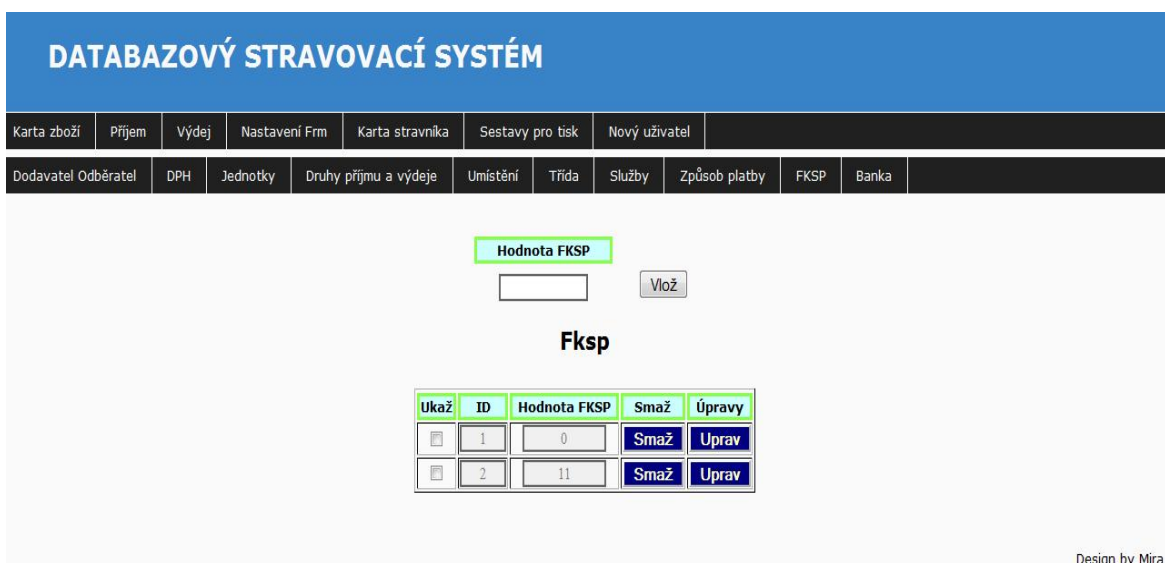 DATABAZOVÝ STRAVOVACÍ SYSTÉM
Karta zboží Příjem Výdej Nastavení Frm Karta stravníka Sestavy pro tisk Nový uživatel
Dodavatel Odběratel DPH Jednotky Druhy příjmu a výdeje Umístění Třída Služby Způsob platby FKSP Banka
Hodnota FKSP
Vlož
Fksp
Ukaž ID Hodnota FKSP Smaž Úpravy
1 0 Smaž Uprav
2 11 Smaž Uprav
Design by Mira